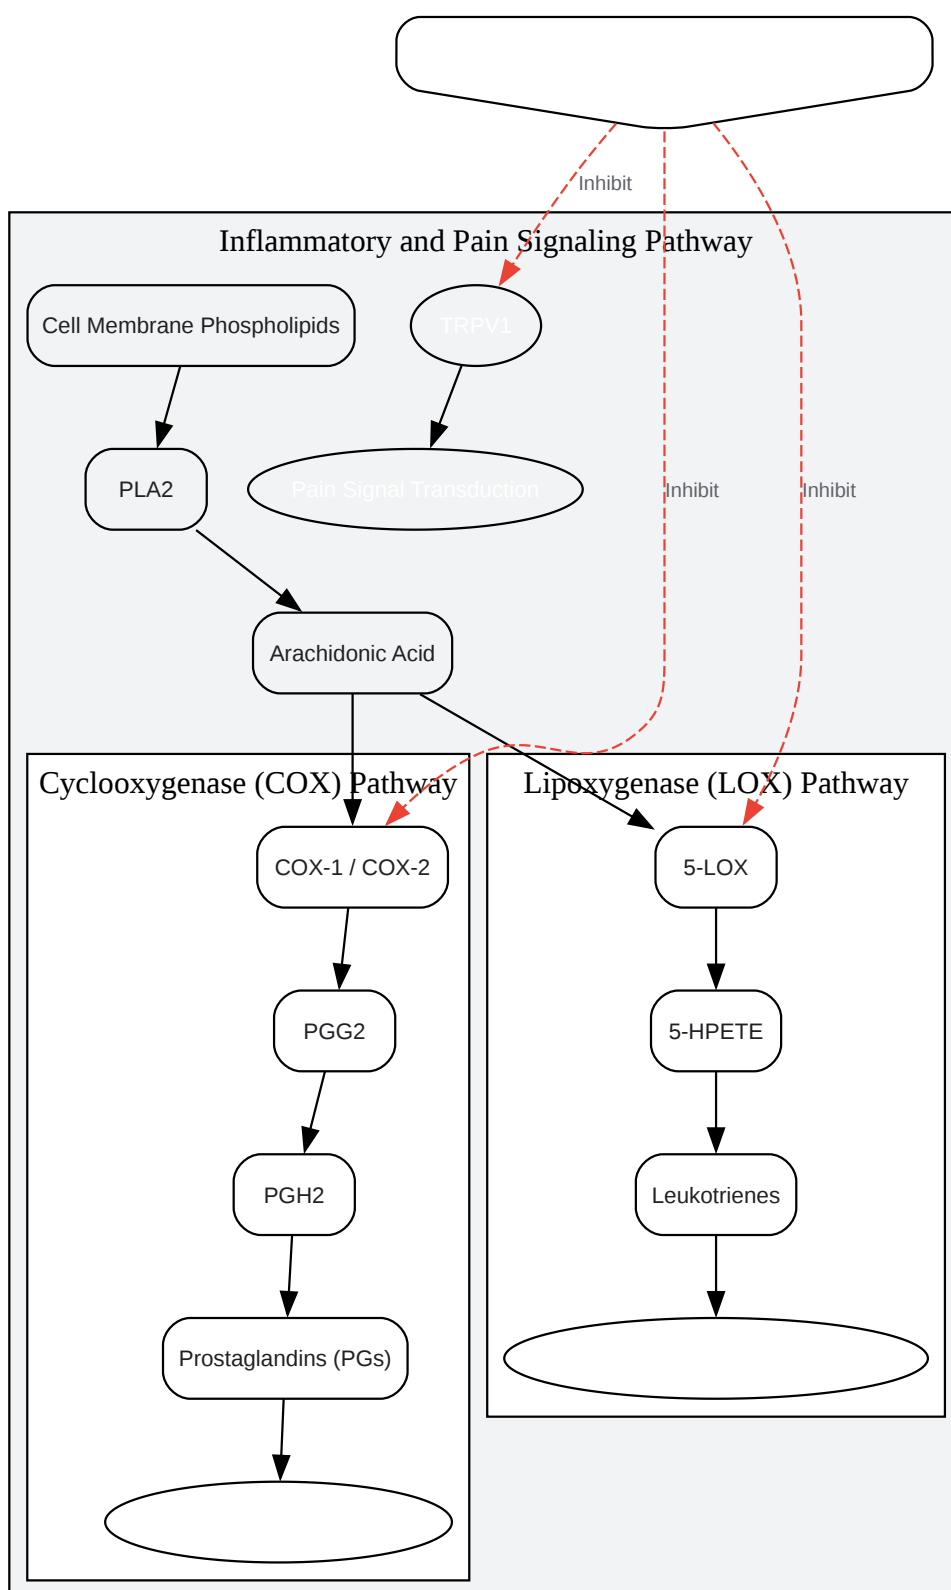 Inhibit
Inflammatory and Pain Signaling Pathway
Cell Membrane Phospholipids
TRPV1
PLA2
Pain Signal Transduction
Inhibit
Inhibit
Arachidonic Acid
Cyclooxygenase (COX) Pathway
Lipoxygenase (LOX) Pathway
COX-1 / COX-2
5-LOX
PGG2
5-HPETE
PGH2
Leukotrienes
Prostaglandins (PGs)